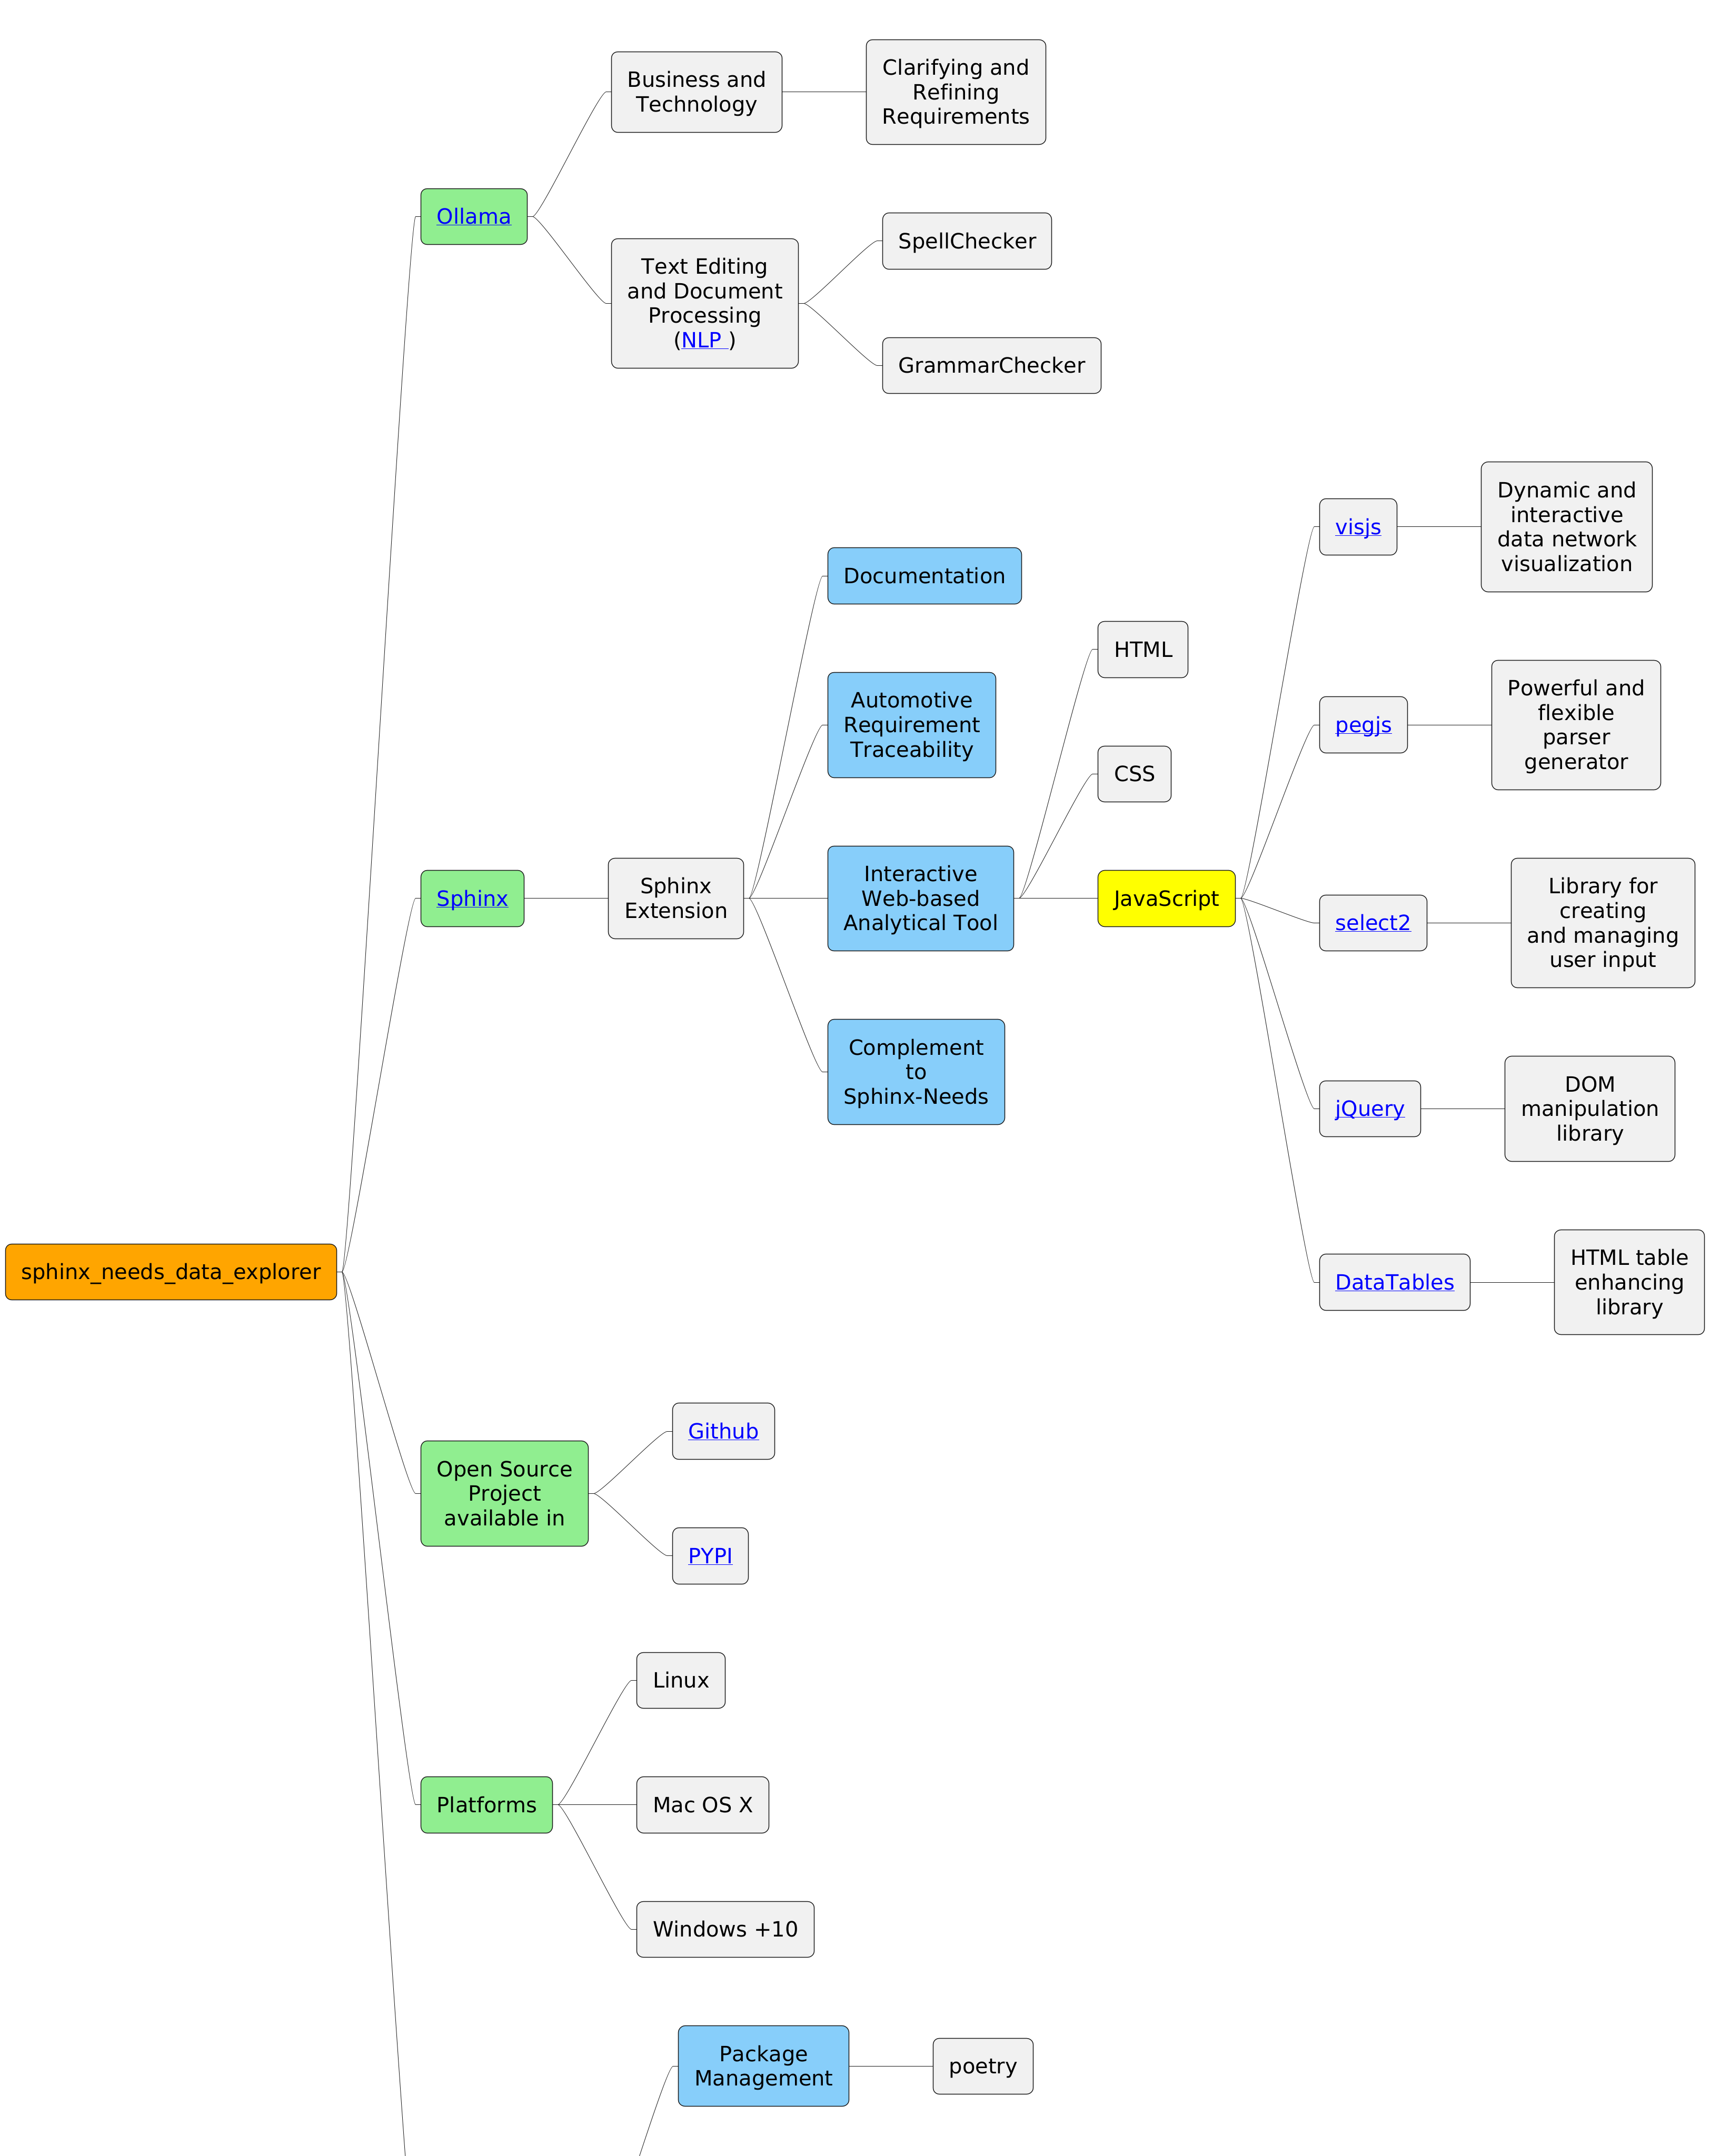 sphinx_needs_data_explorer
Ollama
Business and
Technology
Clarifying and
Refining
Requirements
Text Editing
and Document
Processing
(NLP )
SpellChecker
GrammarChecker
Sphinx
Sphinx
Extension
Documentation
Automotive
Requirement
Traceability
Interactive
Web-based
Analytical Tool
HTML
CSS
JavaScript
visjs
Dynamic and
interactive
data network
visualization
pegjs
Powerful and
flexible
parser
generator
select2
Library for
creating
and managing
user input
jQuery
DOM
manipulation
library
DataTables
HTML table
enhancing
library
Complement
to
Sphinx-Needs
Open Source
Project
available in
Github
PYPI
Platforms
Linux
Mac OS X
Windows +10
Package
Management
poetry